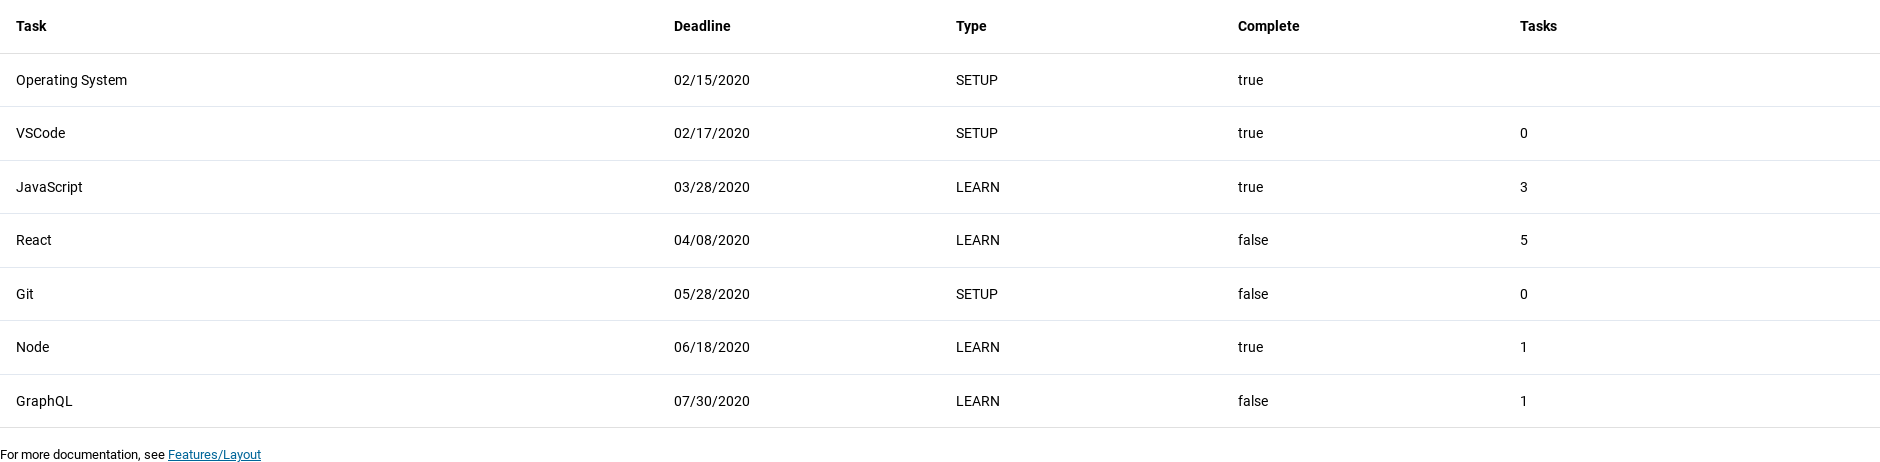 Task Deadline Type Complete Tasks
Operating System 02/15/2020 SETUP true
VSCode 02/17/2020 SETUP true 0
JavaScript 03/28/2020 LEARN true 3
React 04/08/2020 LEARN false 5
Git 05/28/2020 SETUP false 0
Node 06/18/2020 LEARN true 1
GraphQL 07/30/2020 LEARN false 1
For more documentation, see Features/Layout